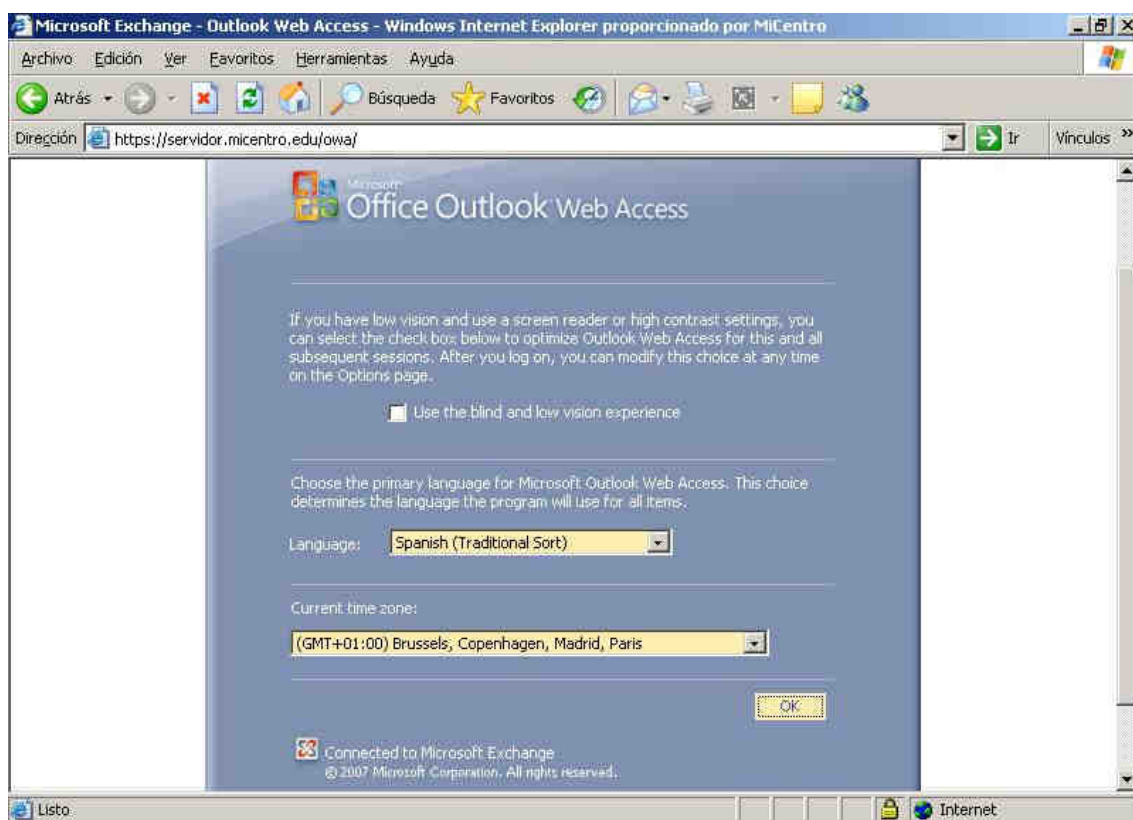 Microsoft Exchange - Outlook Web Access - Windows Internet Explorer proporcionado por MiCentro
Archivo Edición Ver Favoritos Herramientas Ayuda
Atrás Búsqueda Favoritos
Dirección https://servidor.micentro.edu/owa/ Ir Vínculos »
Microsoft
Office Outlook Web Access
If you have low vision and use a screen reader or high contrast settings, you
can select the check box below to optimize Outlook Web Access for this and all
subsequent sessions. After you log on, you can modify this choice at any time
on the Options page.
Use the blind and low vision experience
Choose the primary language for Microsoft Outlook Web Access. This choice
determines the language the program will use for all items.
Language: Spanish (Traditional Sort)
Current time zone:
(GMT+01:00) Brussels, Copenhagen, Madrid, Paris
OK
Connected to Microsoft Exchange
© 2007 Microsoft Corporation. All rights reserved.
Listo Internet